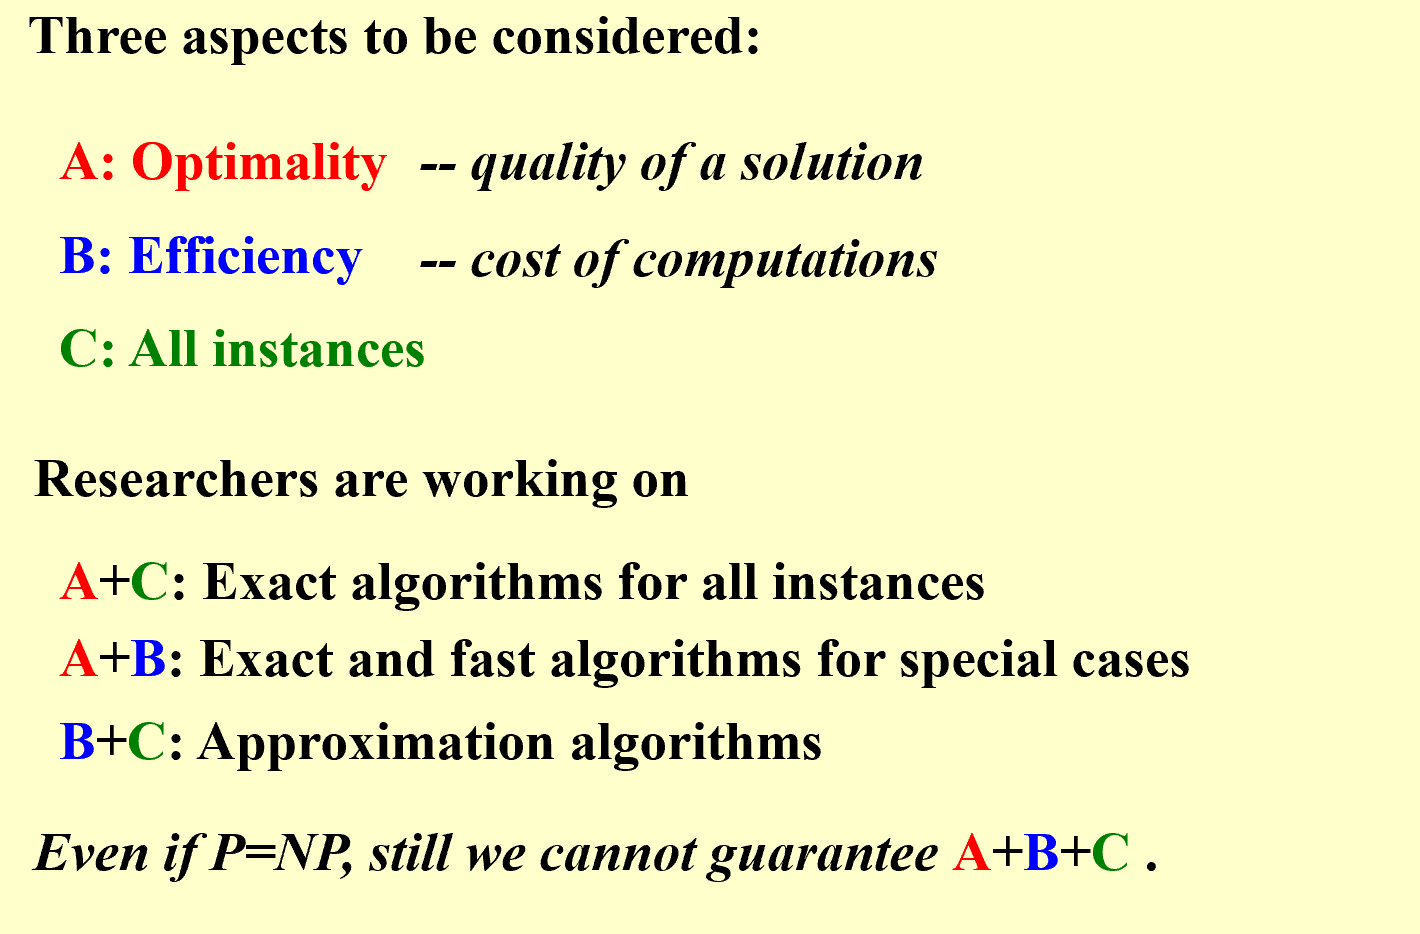 Three aspects to be considered:
A: Optimality -- quality of a solution
B: Efficiency -- cost of computations
C: All instances
Researchers are working on
A+C: Exact algorithms for all instances
A+B: Exact and fast algorithms for special cases
B+C: Approximation algorithms
Even if P=NP, still we cannot guarantee A+B+C .